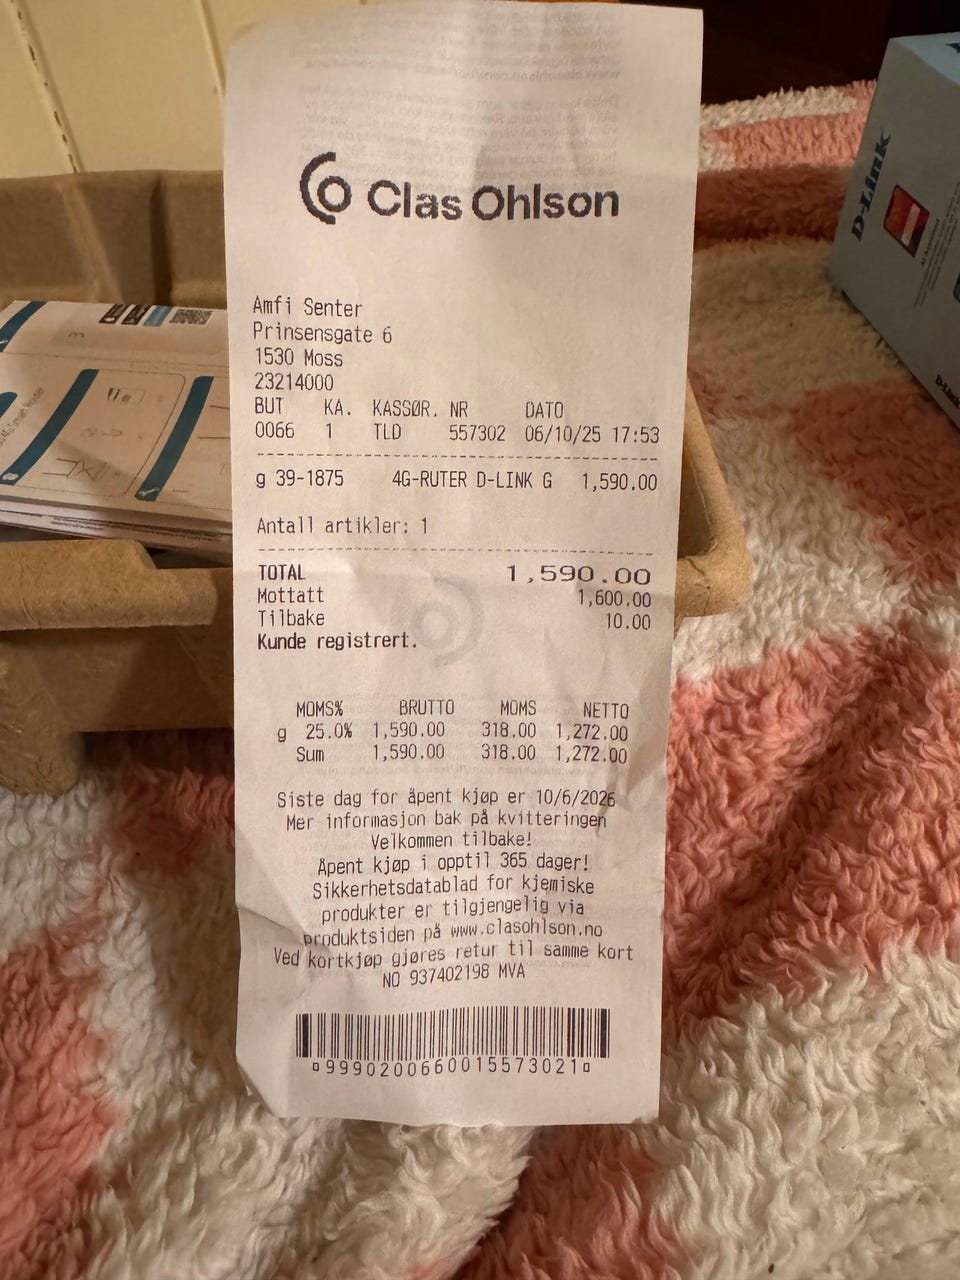 Clas Ohlson
Amfi Senter
Prinsensgate 6
1530 Moss
23214000
BUT KA. KASSØR. NR DATO
0066 1 TLD 557302 06/10/25 17:53
g 39-1875 4G-RUTER D-LINK G 1,590.00
Antall artikler: 1
TOTAL 1,590.00
Mottatt 1,600.00
Tilbake 10.00
Kunde registrert.
MOMS% BRUTTO MOMS NETTO
g 25.0% 1,590.00 318.00 1,272.00
Sum 1,590.00 318.00 1,272.00
Siste dag for åpent kjøp er 10/6/2026
Mer informasjon bak på kvitteringen
Velkommen tilbake!
Åpent kjøp i opptil 365 dager!
Sikkerhetsdatablad for kjemiske
produkter er tilgjengelig via
produktsiden på www.clasohlson.no
Ved kortkjøp gjøres retur til samme kort
NO 937402198 MVA
¤9990200660015573021¤
D-Link